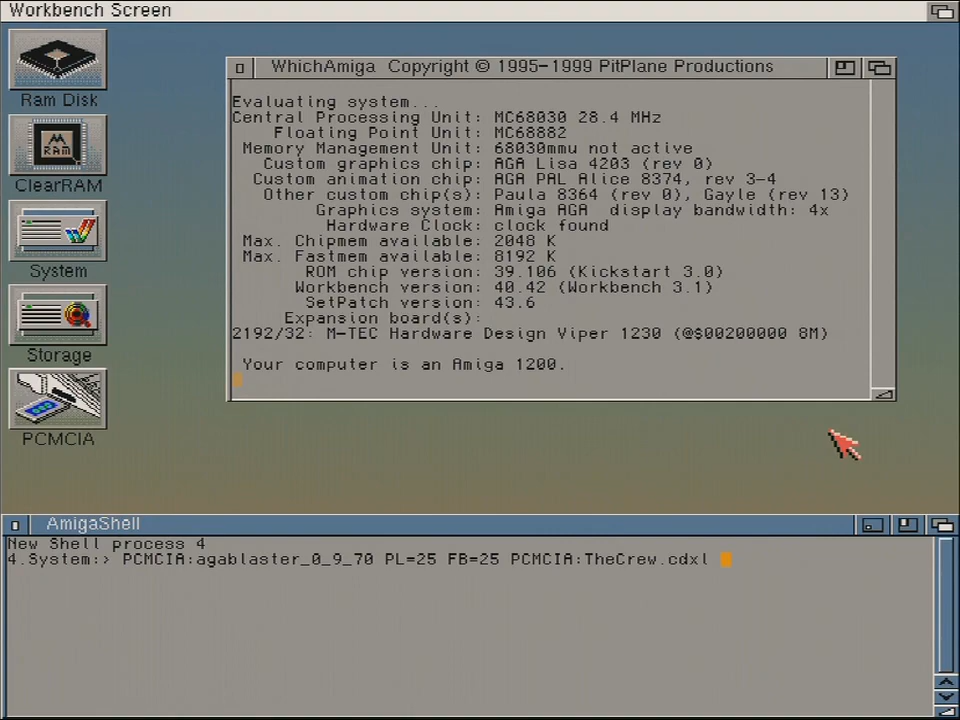 Workbench Screen
Ram Disk
ClearRAM
System
Storage
PCMCIA
WhichAmiga Copyright © 1995-1999 PitPlane Productions
Evaluating system...
Central Processing Unit: MC68030 28.4 MHz
Floating Point Unit: MC68882
Memory Management Unit: 68030mmu not active
Custom graphics chip: AGA Lisa 4203 (rev 0)
Custom animation chip: AGA PAL Alice 8374, rev 3-4
Other custom chip(s): Paula 8364 (rev 0), Gayle (rev 13)
Graphics system: Amiga AGA display bandwidth: 4x
Hardware Clock: clock found
Max. Chipmem available: 2048 K
Max. Fastmem available: 8192 K
ROM chip version: 39.106 (Kickstart 3.0)
Workbench version: 40.42 (Workbench 3.1)
SetPatch version: 43.6
Expansion board(s):
2192/32: M-TEC Hardware Design Viper 1230 (@$00200000 8M)
Your computer is an Amiga 1200.
AmigaShell
New Shell process 4
4.System:> PCMCIA:agablaster_0_9_70 PL=25 FB=25 PCMCIA:TheCrew.cdxl